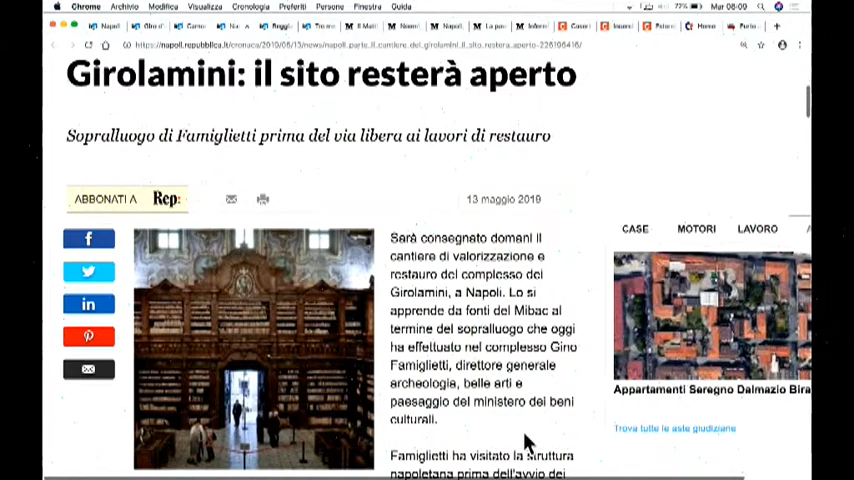 Chrome Archivio Modifica Visualizza Cronologia Preferiti Persone Finestra Guida 77% Mar 08:09
Girolamini: il sito resterà aperto
Sopralluogo di Famiglietti prima del via libera ai lavori di restauro
ABBONATI A Rep:
13 maggio 2019
CASE MOTORI LAVORO
Sarà consegnato domani il
cantiere di valorizzazione e
restauro del complesso dei
Girolamini, a Napoli. Lo si
apprende da fonti del Mibac al
termine del sopralluogo che oggi
ha effettuato nel complesso Gino
Famiglietti, direttore generale
archeologia, belle arti e
paesaggio del ministero dei beni
culturali.
Famiglietti ha visitato la struttura
napoletana prima dell'avvio dei
Appartamenti Seregno Dalmazio Bira
Trova tutte le aste giudiziarie